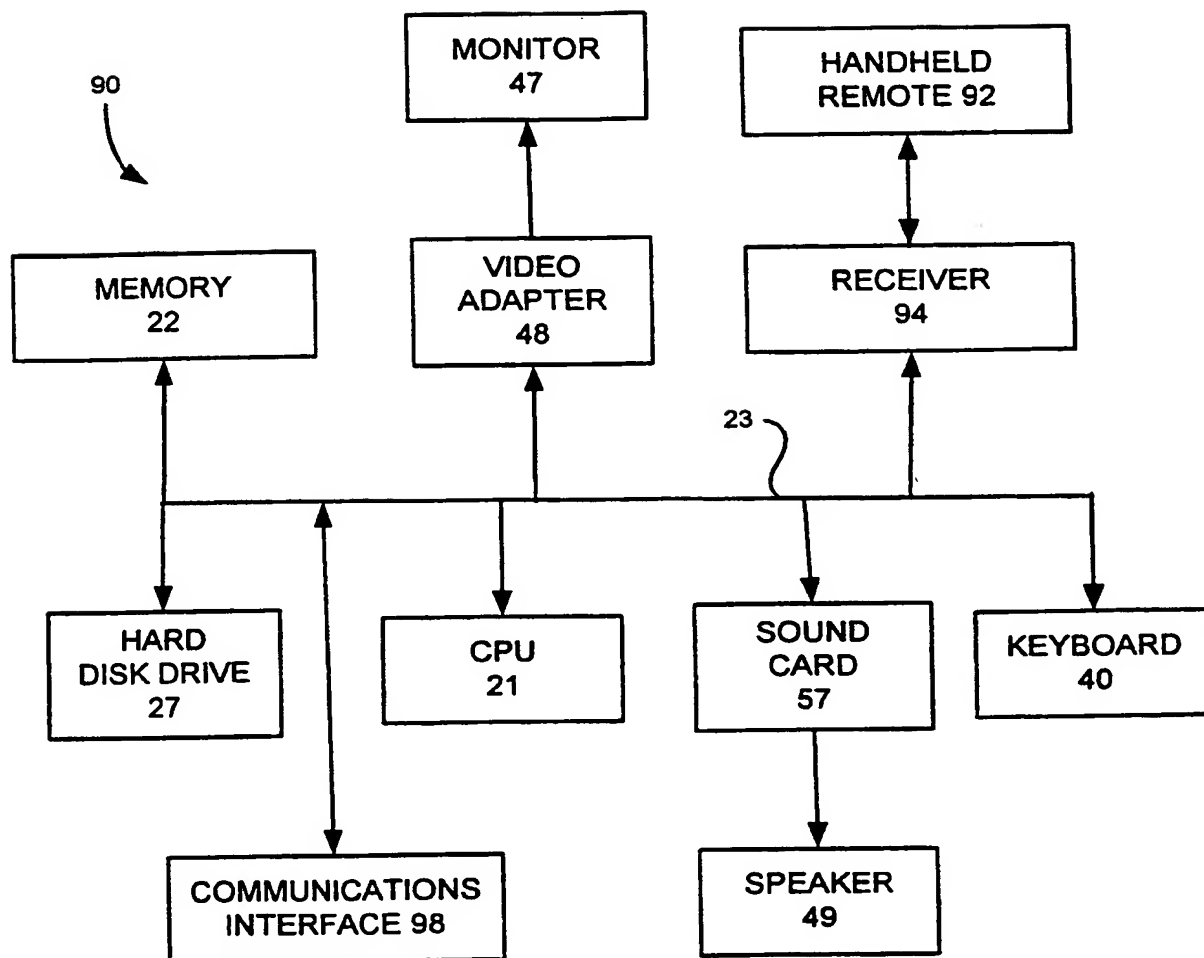 MONITOR
47
HANDHELD
REMOTE 92
90
MEMORY
22
VIDEO
ADAPTER
48
RECEIVER
94
23
HARD
DISK DRIVE
27
CPU
21
SOUND
CARD
57
KEYBOARD
40
COMMUNICATIONS
INTERFACE 98
SPEAKER
49